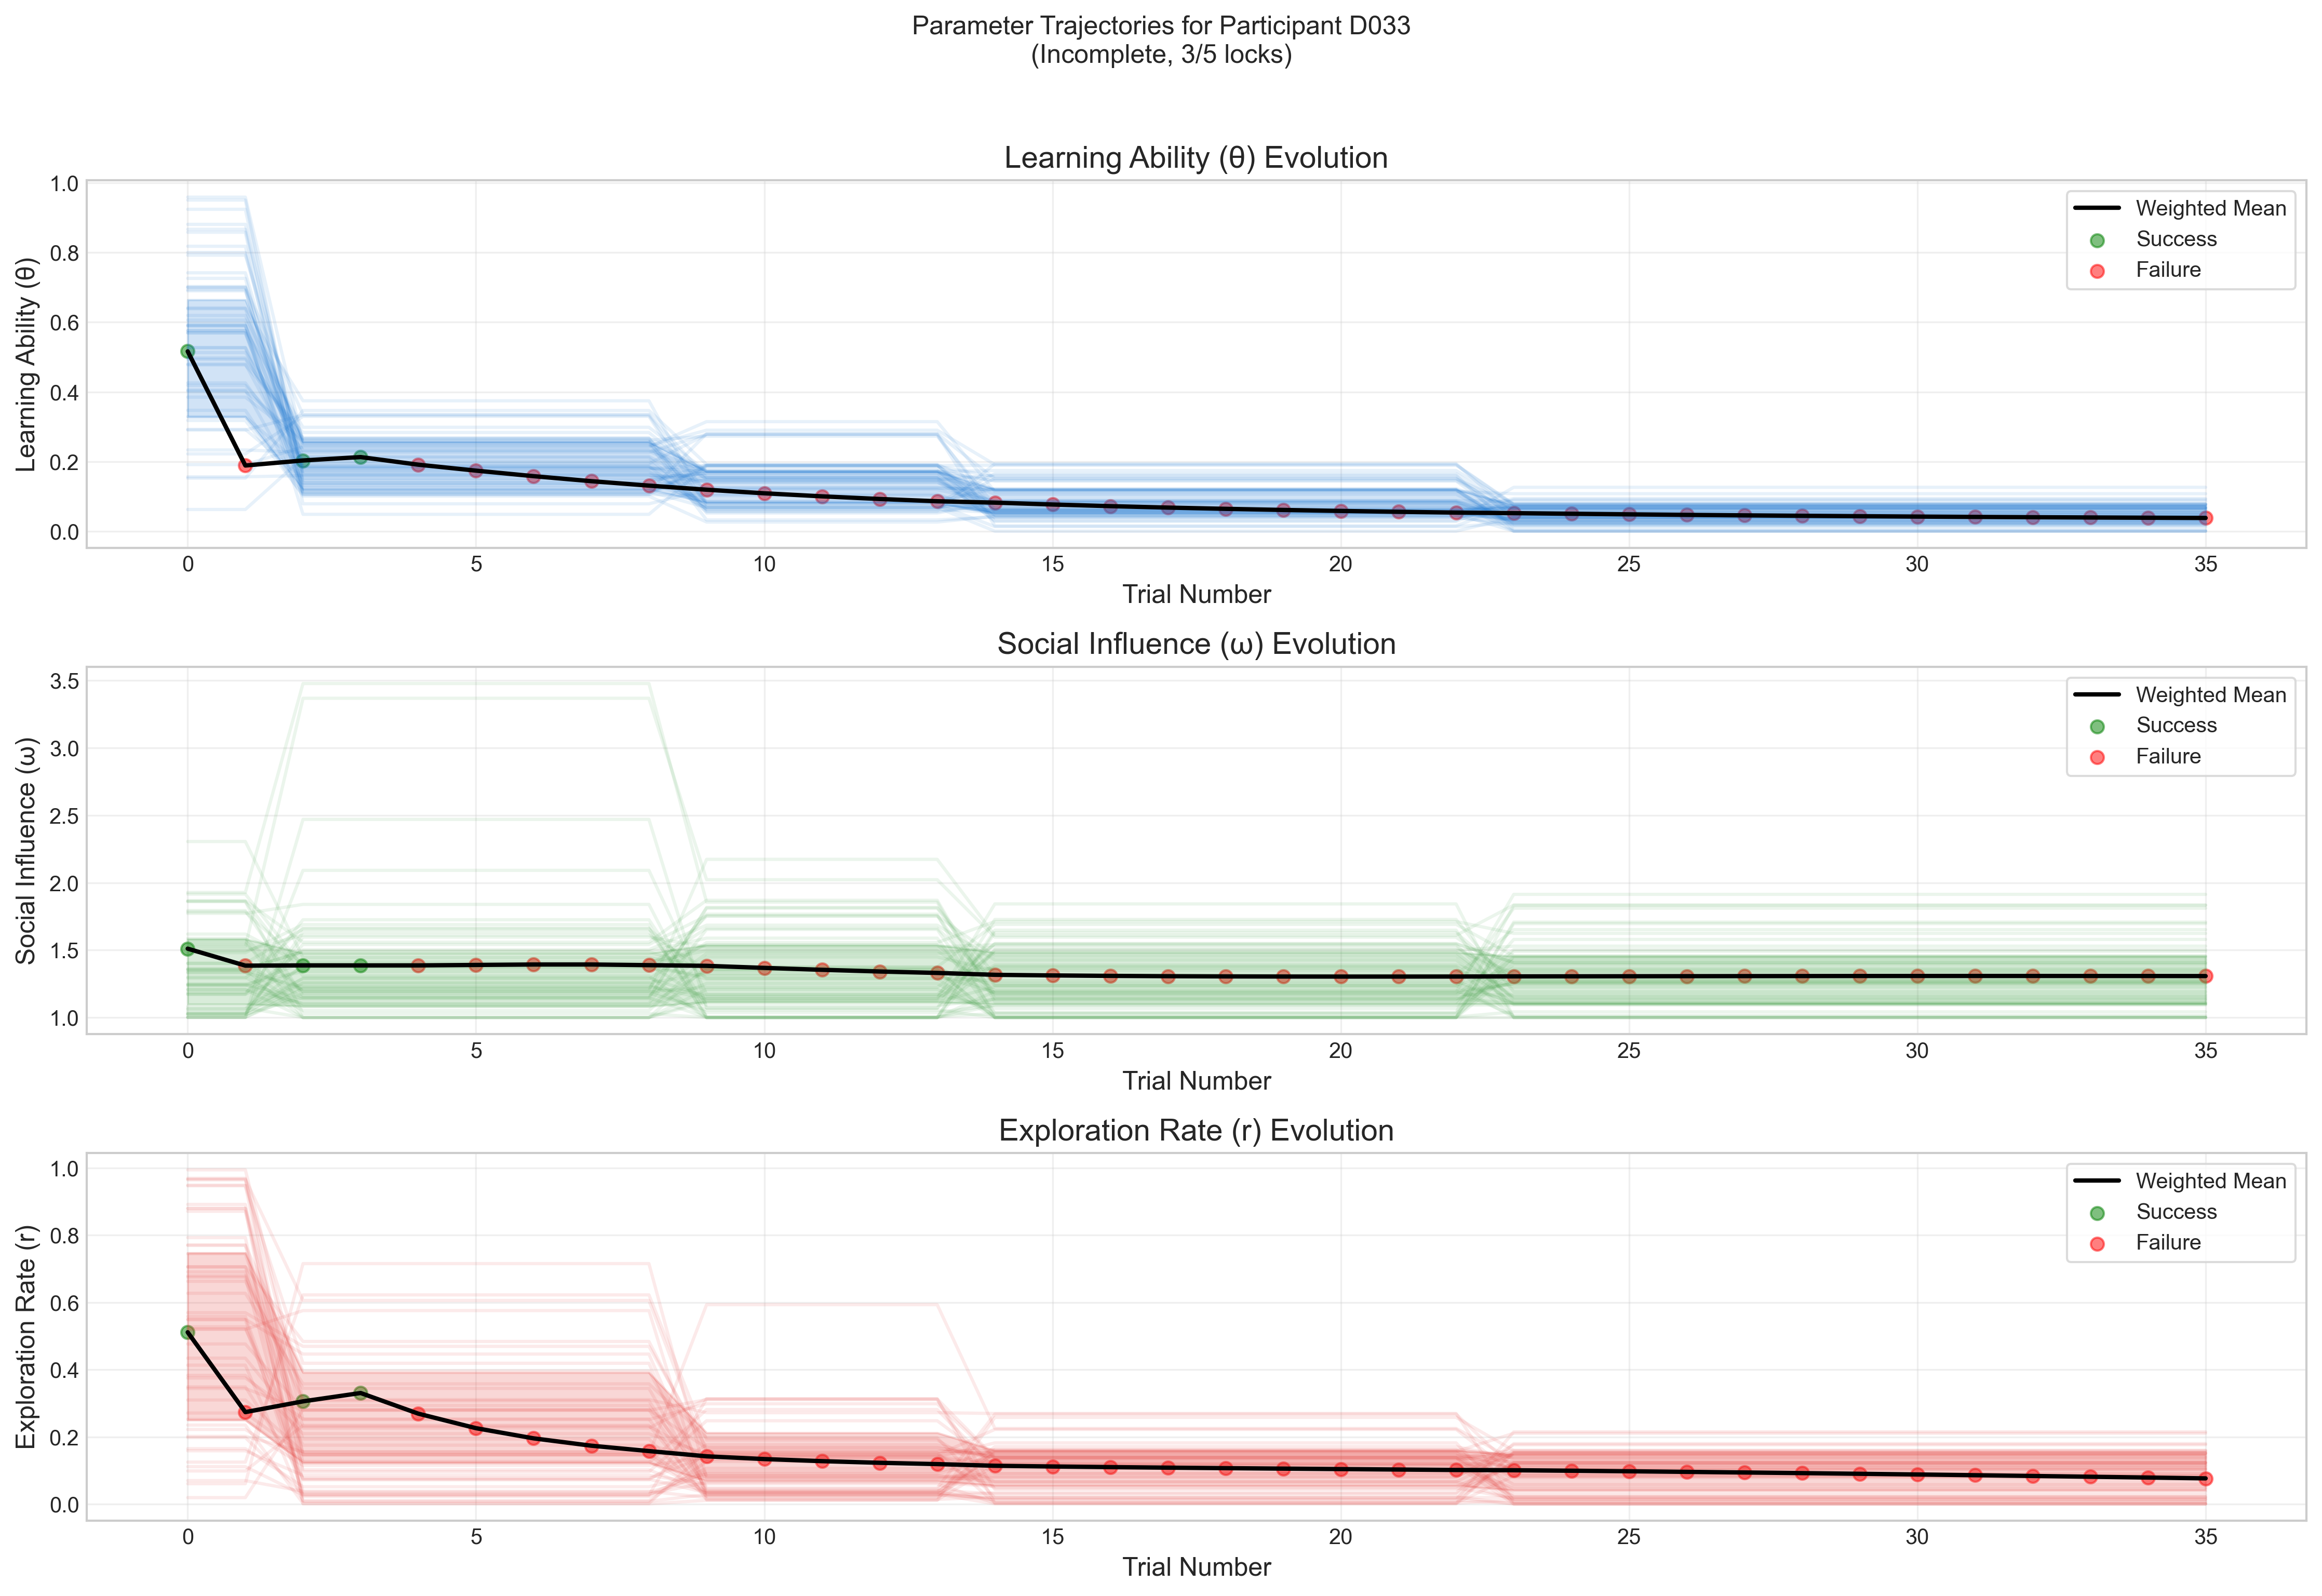 Parameter Trajectories for Participant D033
(Incomplete, 3/5 locks)
Learning Ability (θ) Evolution
Learning Ability (θ)
1.0
0.8
0.6
0.4
0.2
0.0
Weighted Mean
Success
Failure
0 5 10 15 20 25 30 35
Trial Number
Social Influence (ω) Evolution
Social Influence (ω)
3.5
3.0
2.5
2.0
1.5
1.0
Weighted Mean
Success
Failure
0 5 10 15 20 25 30 35
Trial Number
Exploration Rate (r) Evolution
Exploration Rate (r)
1.0
0.8
0.6
0.4
0.2
0.0
Weighted Mean
Success
Failure
0 5 10 15 20 25 30 35
Trial Number